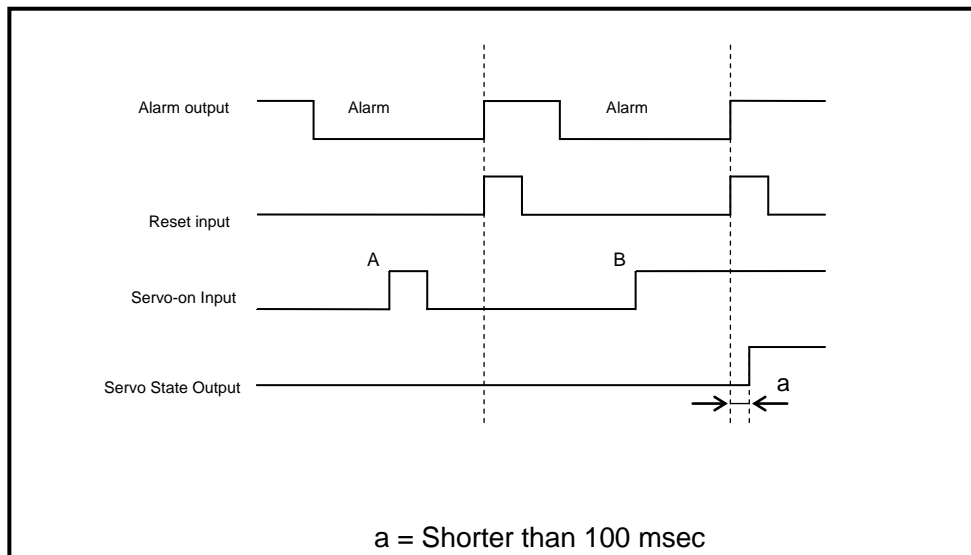 Alarm output
Alarm
Alarm
Reset input
A
B
Servo-on Input
Servo State Output
a
a = Shorter than 100 msec